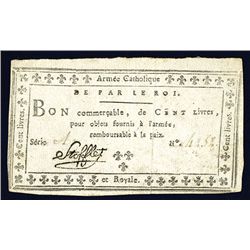 Armée Catholique
DE PAR LE ROI.
BON commerçable, de CENT Livres,
pour objets fournis à l'armée,
remboursable à la paix.
Série
N°.
Stofflet
et Royale.
Cent livres.
Cent livres.